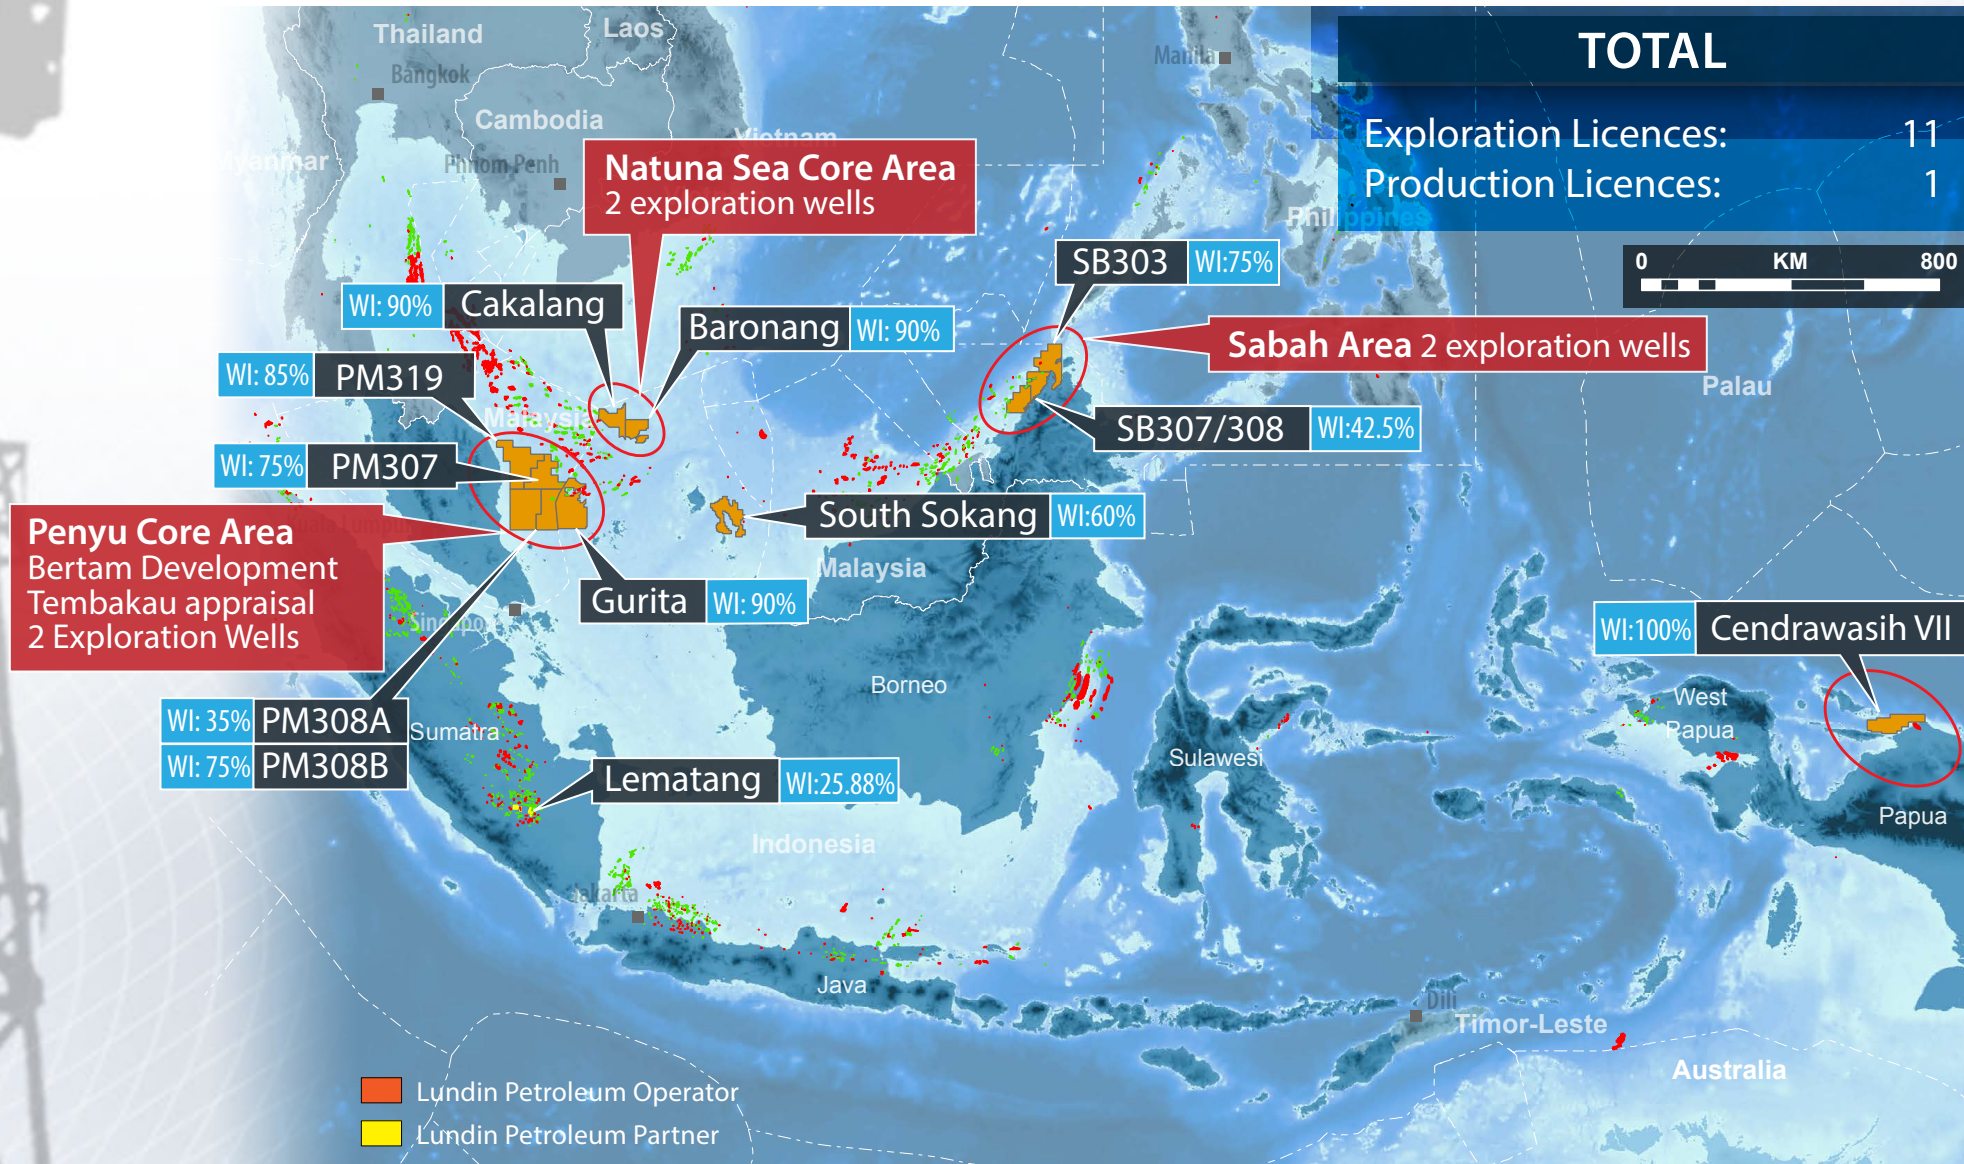 Thailand
Laos
Bangkok
Manila
TOTAL
Cambodia
Vietnam
Exploration Licences: 11
Production Licences: 1
Myanmar
Phnom Penh
Natuna Sea Core Area
2 exploration wells
Philippines
SB303 WI:75%
0 KM 800
WI: 90% Cakalang
Baronang WI: 90%
Sabah Area 2 exploration wells
WI: 85% PM319
Palau
Malaysia
SB307/308 WI:42.5%
WI: 75% PM307
South Sokang WI:60%
Penyu Core Area
Bertam Development
Tembakau appraisal
2 Exploration Wells
Kuala Lumpur
Malaysia
Gurita WI: 90%
Singapore
WI:100% Cendrawasih VII
Borneo
West
Papua
WI: 35% PM308A
WI: 75% PM308B
Sumatra
Sulawesi
Lematang WI:25.88%
Papua
Indonesia
Jakarta
Java
Dili
Timor-Leste
Australia
Lundin Petroleum Operator
Lundin Petroleum Partner